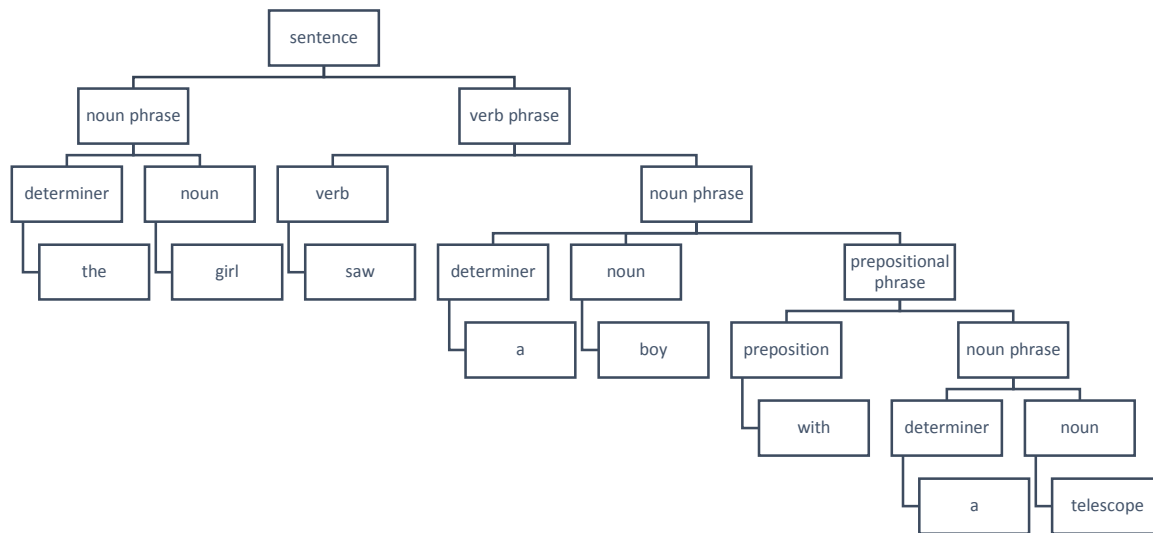 sentence
noun phrase
verb phrase
determiner
noun
verb
noun phrase
the
girl
saw
determiner
noun
prepositional
phrase
a
boy
preposition
noun phrase
with
determiner
noun
a
telescope